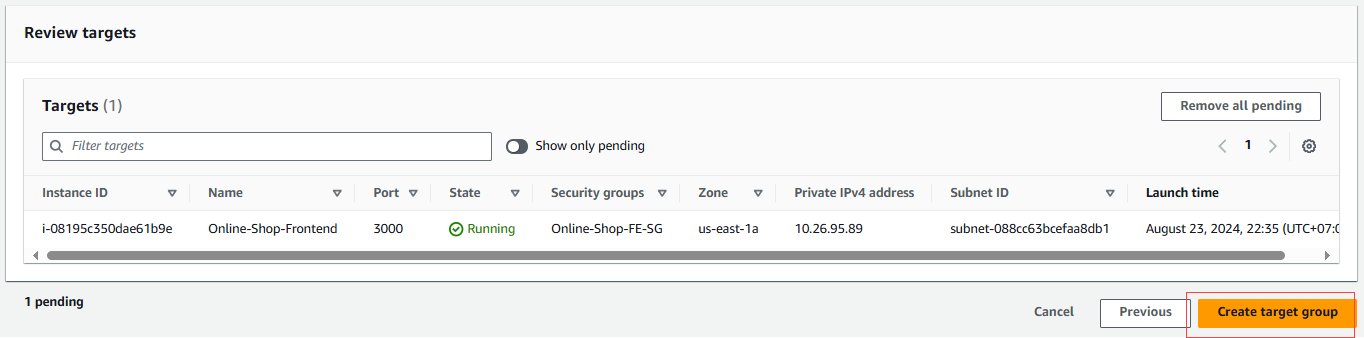 Review targets
Targets (1)
Remove all pending
Filter targets
Show only pending
1
Instance ID Name Port State Security groups Zone Private IPv4 address Subnet ID Launch time
i-08195c350dae61b9e Online-Shop-Frontend 3000 Running Online-Shop-FE-SG us-east-1a 10.26.95.89 subnet-088cc63bcefaa8db1 August 23, 2024, 22:35 (UTC+07:0
1 pending
Cancel
Previous
Create target group